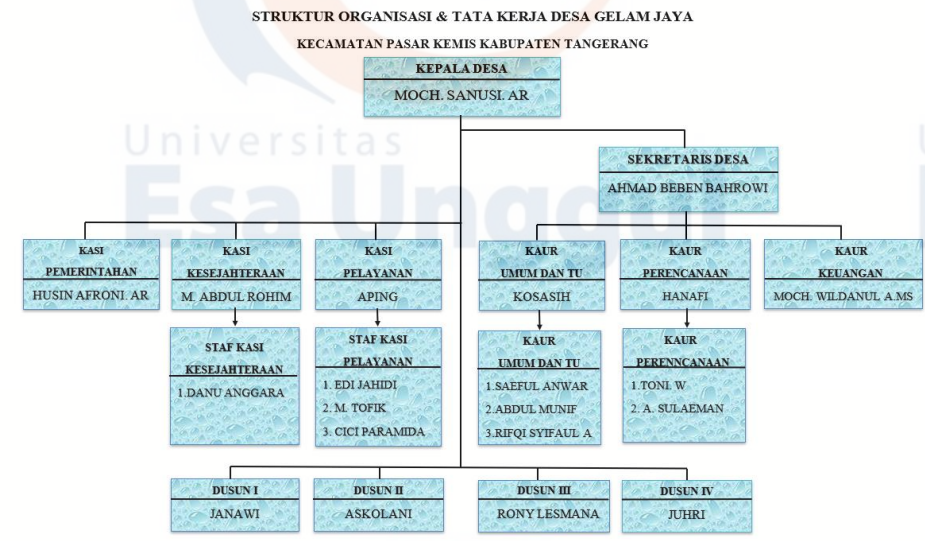 STRUKTUR ORGANISASI & TATA KERJA DESA GELAM JAYA
KECAMATAN PASAR KEMIS KABUPATEN TANGERANG
KEPALA DESA
MOCH. SANUSI. AR
Universitas
Esa Unggul
SEKRETARIS DESA
AHMAD BEBEN BAHROWI
KASI
PEMERINTAHAN
HUSIN AFRONI. AR
KASI
KESEJAHTERAAN
M. ABDUL ROHIM
KASI
PELAYANAN
APING
KAUR
UMUM DAN TU
KOSASIH
KAUR
PERENCANAAN
HANAFI
KAUR
KEUANGAN
MOCH. WILDANUL A.MS
STAF KASI
KESEJAHTERAAN
1.DANU ANGGARA
STAF KASI
PELAYANAN
1. EDI JAHIDI
2. M. TOFIK
3. CICI PARAMIDA
KAUR
UMUM DAN TU
1.SAEFUL ANWAR
2.ABDUL MUNIF
3.RIFQI SYIFAUL A
KAUR
PERENNCANAAN
1.TONI. W
2. A. SULAEMAN
DUSUN I
JANAWI
DUSUN II
ASKOLANI
DUSUN III
RONY LESMANA
DUSUN IV
JUHRI